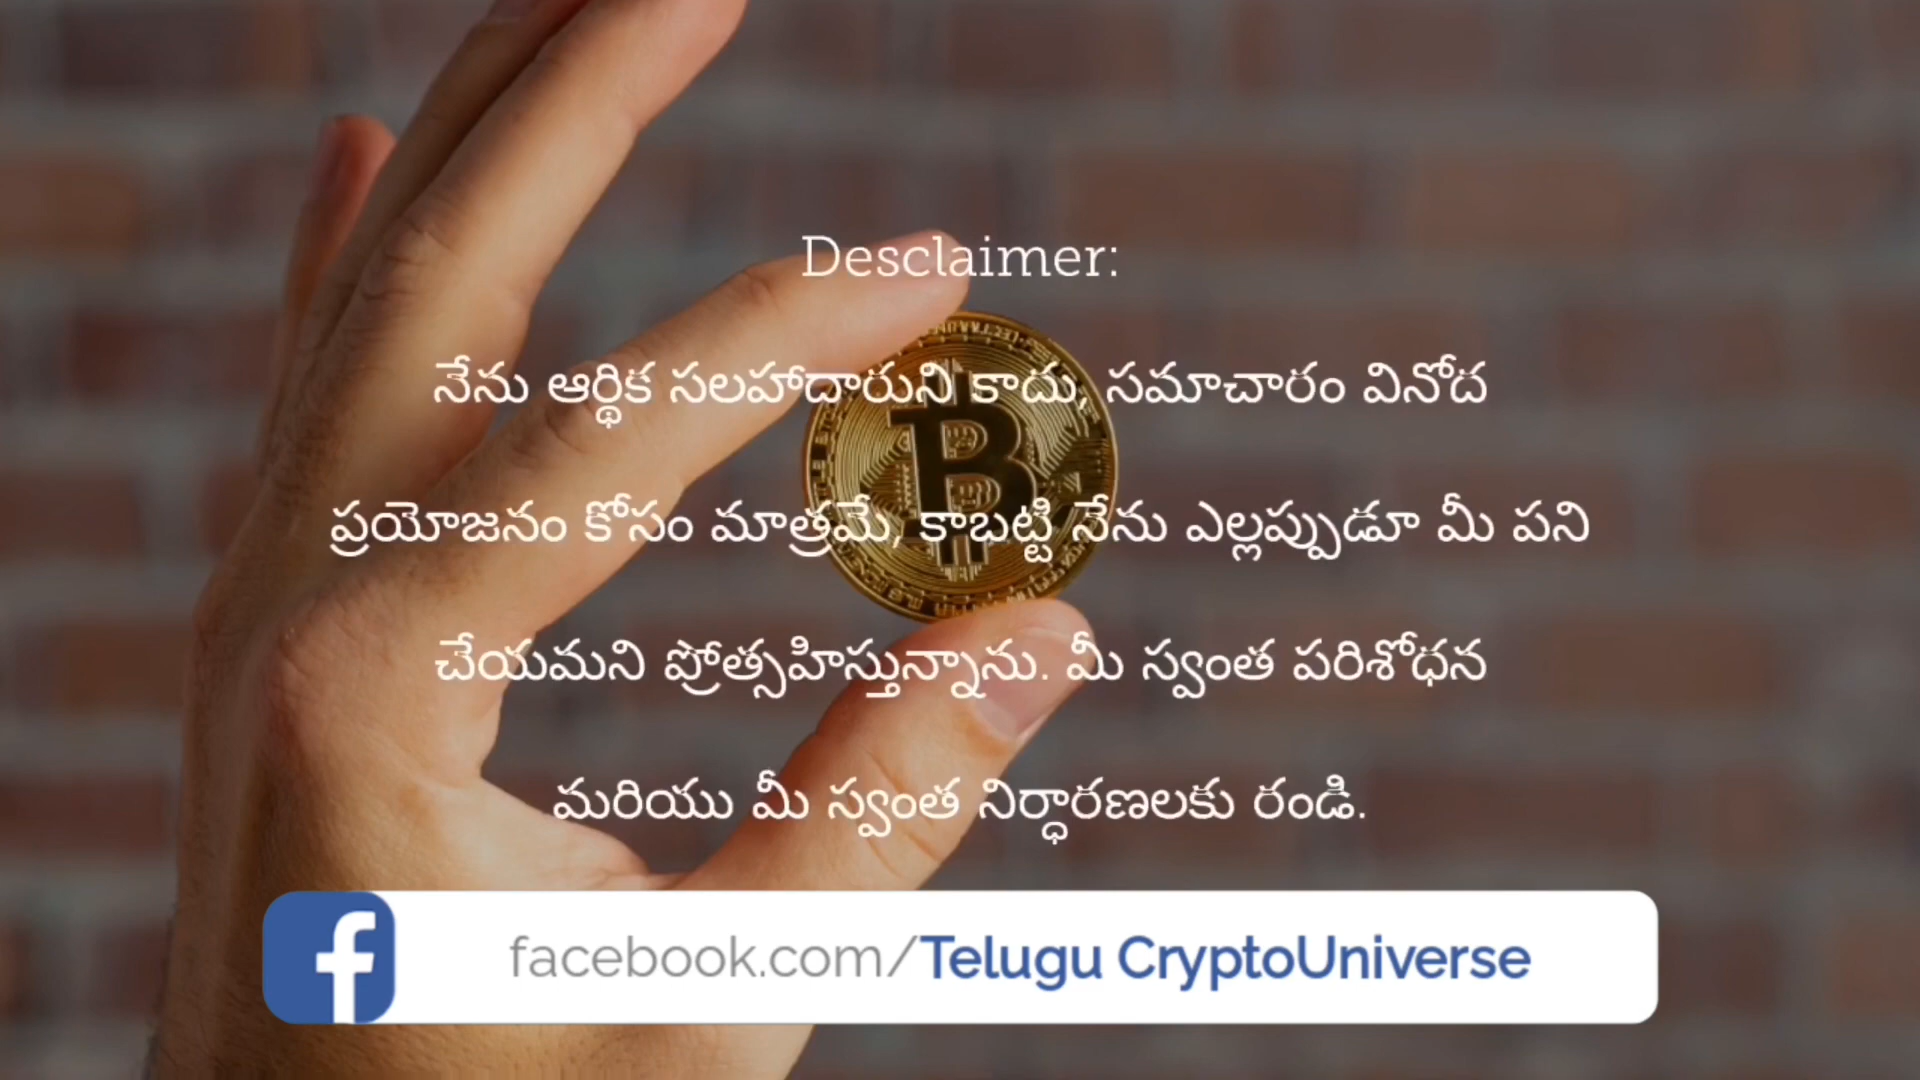 Desclaimer:
నేను ఆర్థిక సలహాదారుని కాదు, సమాచారం వినోద
ప్రయోజనం కోసం మాత్రమే, కాబట్టి నేను ఎల్లప్పుడూ మీ పని
చేయమని ప్రోత్సహిస్తున్నాను. మీ స్వంత పరిశోధన
మరియు మీ స్వంత నిర్ధారణలకు రండి.
facebook.com/Telugu CryptoUniverse